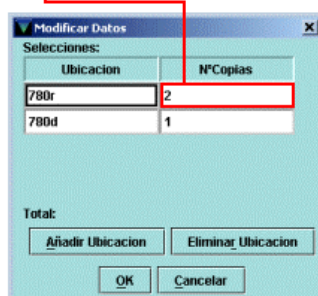 Modificar Datos
Selecciones:
Ubicacion NºCopias
780r 2
780d 1
Total:
Añadir Ubicacion Eliminar Ubicacion
OK Cancelar